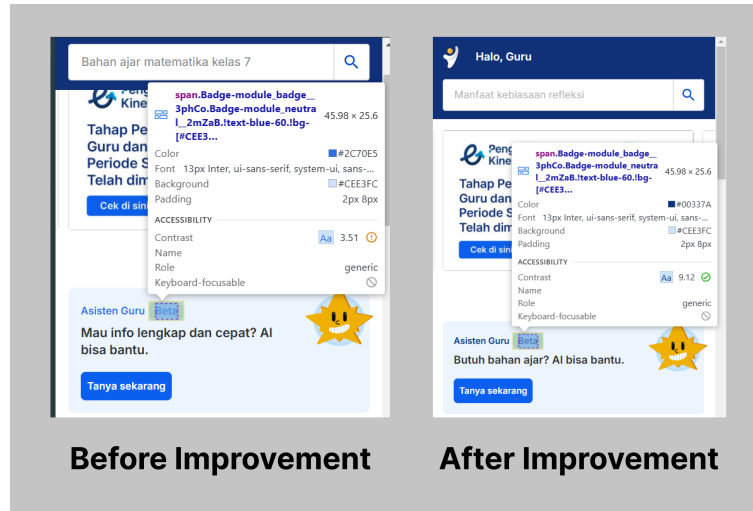 Bahan ajar matematika kelas 7
Peng
Kine
Tahap Pe
Guru dan
Periode S
Telah dim
Cek di sini
span.Badge-module_badge__
3phCo.Badge-module_neutra
l__2mZaB.!text-blue-60.!bg-
[#CEE3...
45.98 × 25.6
Color #2C70E5
Font 13px Inter, ui-sans-serif, system-ui, sans-...
Background #CEE3FC
Padding 2px 8px
ACCESSIBILITY
Contrast Aa 3.51
Name
Role generic
Keyboard-focusable
Asisten Guru Beta
Mau info lengkap dan cepat? AI
bisa bantu.
Tanya sekarang
Before Improvement
Halo, Guru
Manfaat kebiasaan refleksi
Peng
Kine
Tahap Pe
Guru dan
Periode S
Telah dim
Cek di sini
span.Badge-module_badge__
3phCo.Badge-module_neutra
l__2mZaB.!text-blue-60.!bg-
[#CEE3...
45.98 × 25.6
Color #00337A
Font 13px Inter, ui-sans-serif, system-ui, sans-...
Background #CEE3FC
Padding 2px 8px
ACCESSIBILITY
Contrast Aa 9.12
Name
Role generic
Keyboard-focusable
Asisten Guru Beta
Butuh bahan ajar? AI bisa bantu.
Tanya sekarang
After Improvement